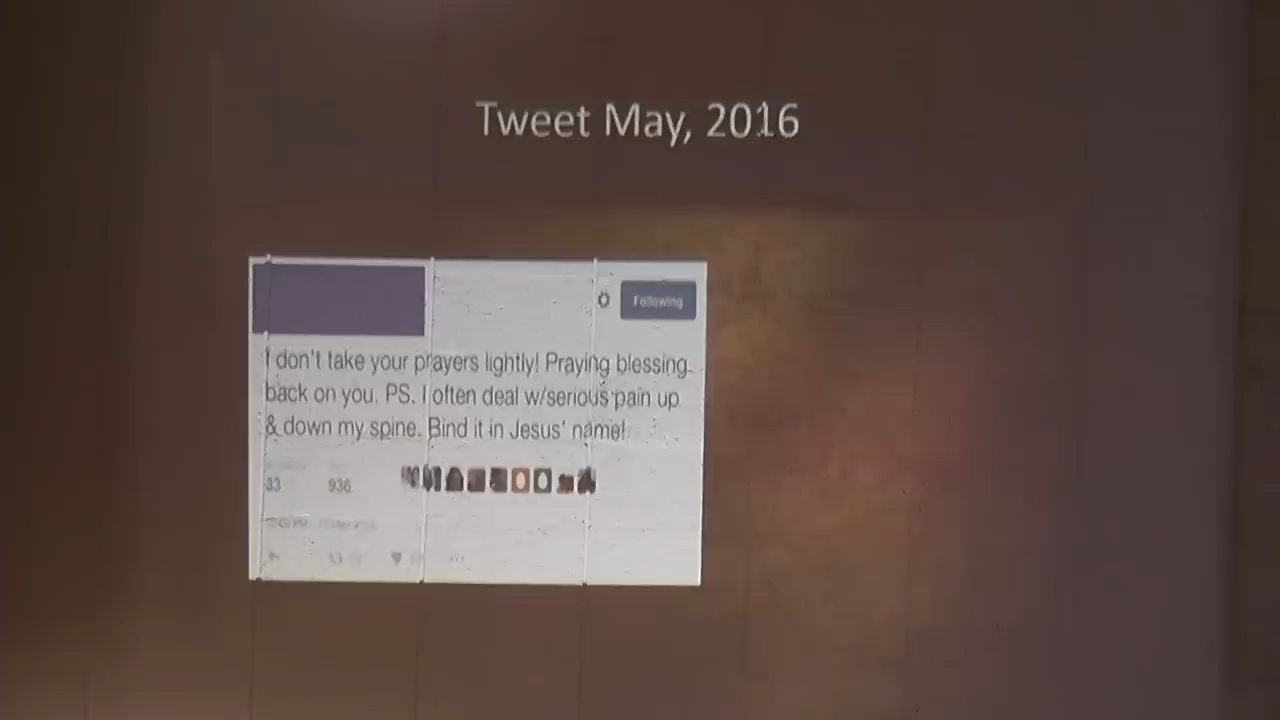 Tweet May, 2016
Following
I don't take your prayers lightly! Praying blessing
back on you. PS. I often deal w/serious pain up
& down my spine. Bind it in Jesus' name!
33 936